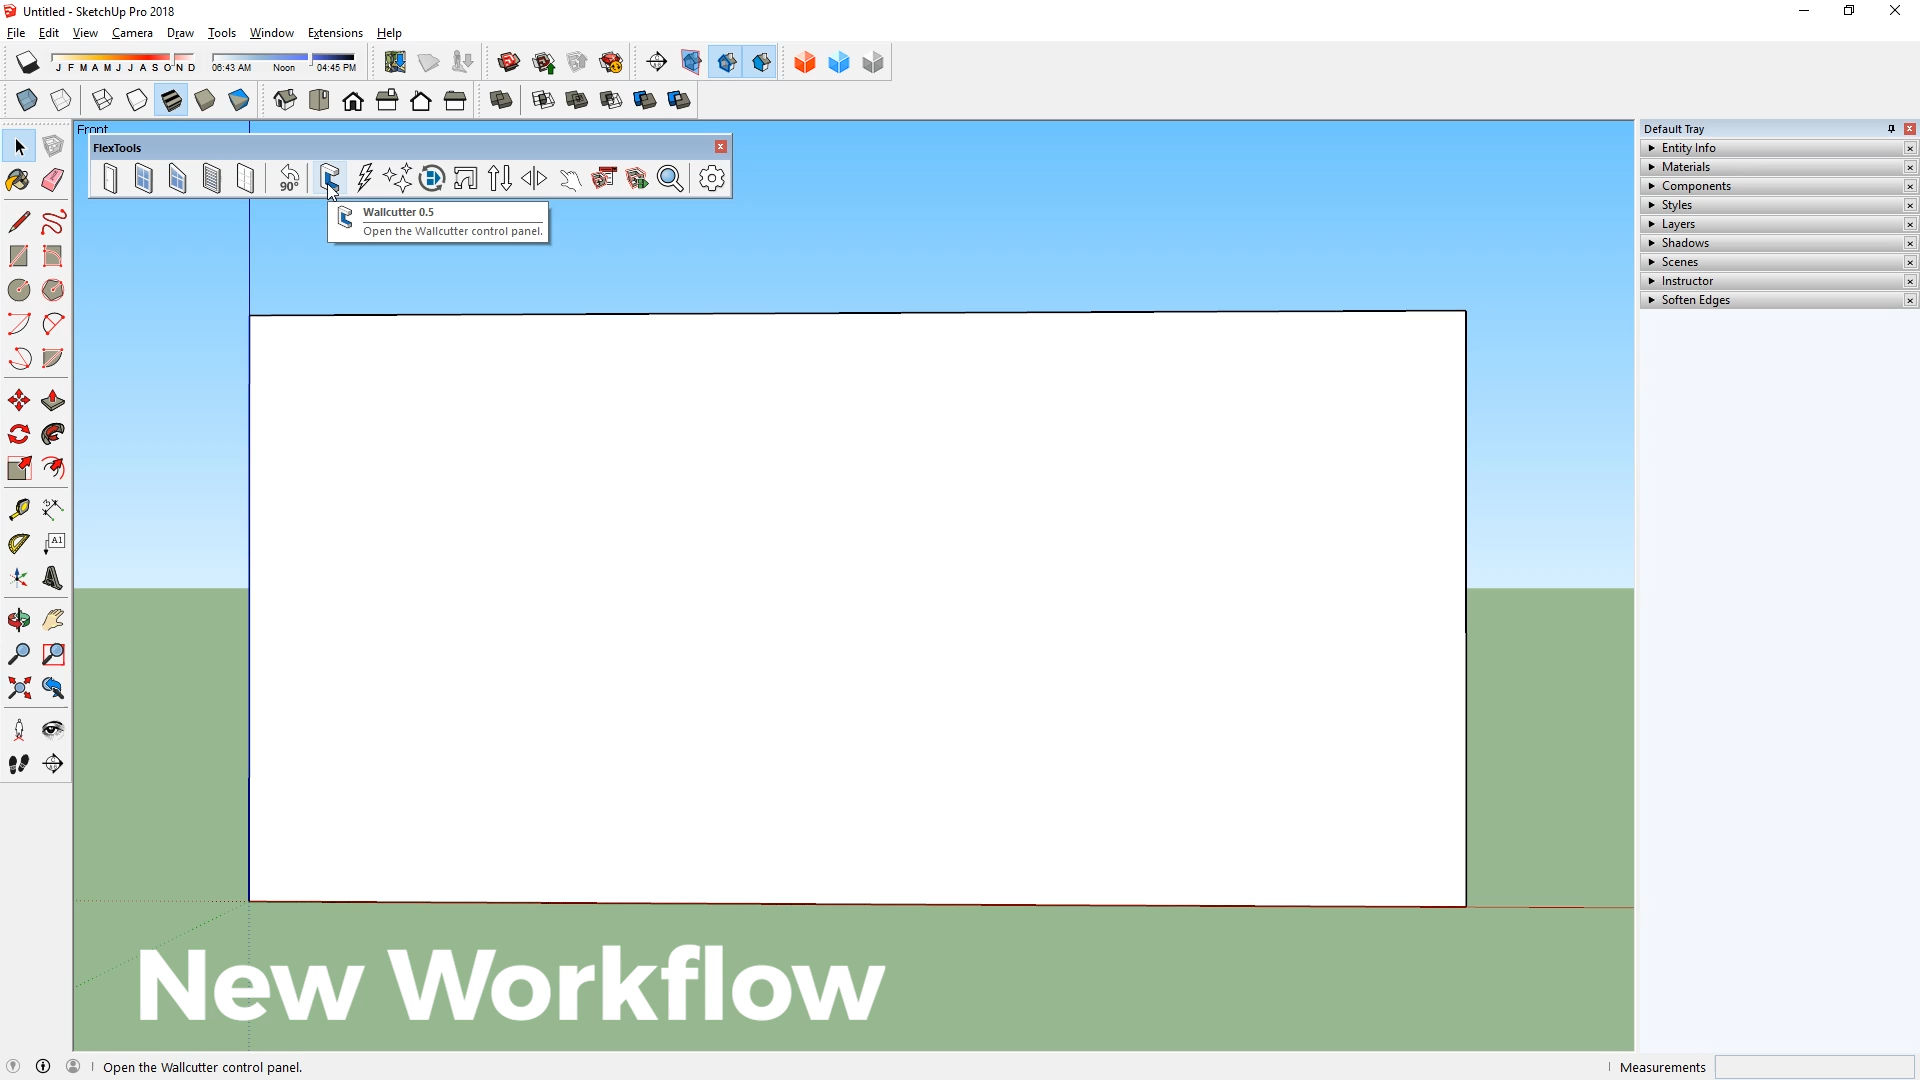 Untitled - SketchUp Pro 2018
File Edit View Camera Draw Tools Window Extensions Help
J F M A M J J A S O N D
06:43 AM Noon 04:45 PM
Front
FlexTools
90°
Wallcutter 0.5
Open the Wallcutter control panel.
A1
Default Tray
Entity Info
Materials
Components
Styles
Layers
Shadows
Scenes
Instructor
Soften Edges
New Workflow
Open the Wallcutter control panel.
Measurements